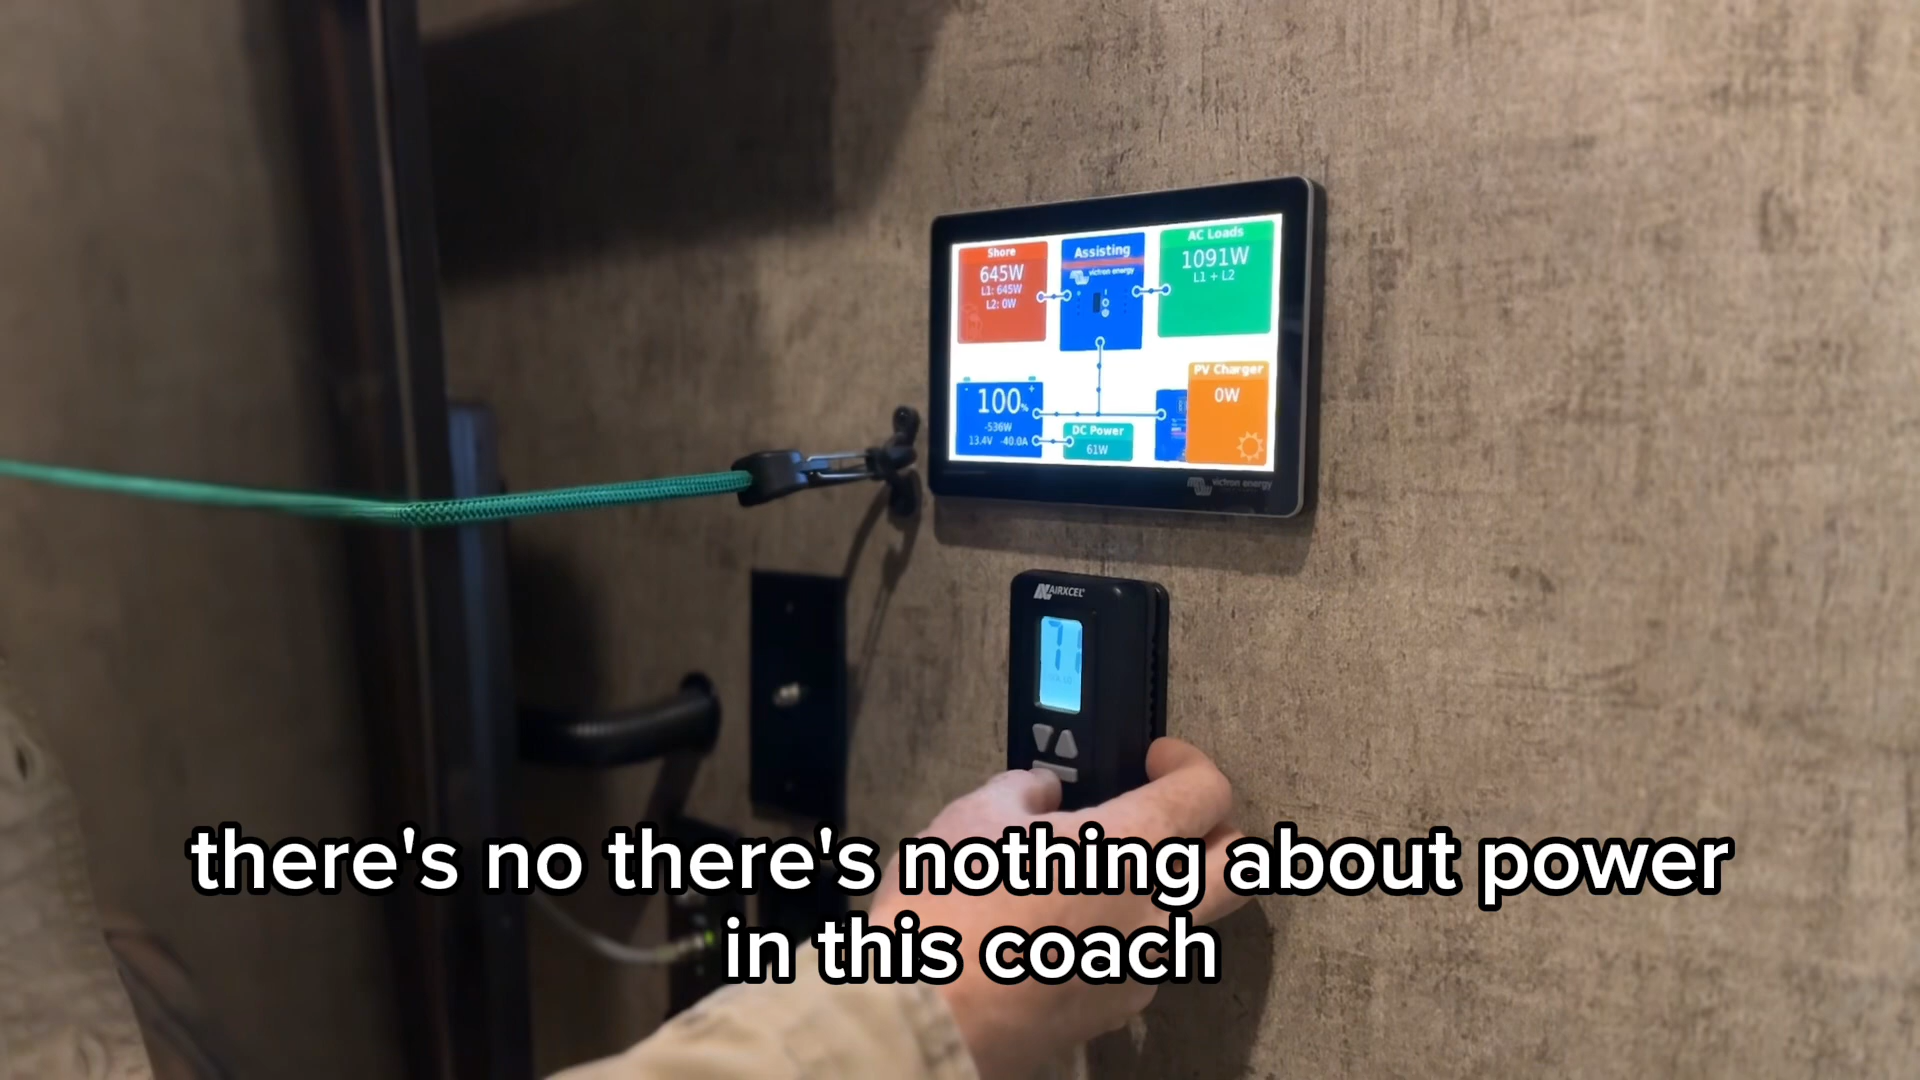 Shore
645W
L1: 645W
L2: 0W
Assisting
victron energy
AC Loads
1091W
L1 + L2
100%
-536W
13.4V -40.0A
DC Power
61W
PV Charger
0W
victron energy
AIRXCEL
71
there's no there's nothing about power
in this coach